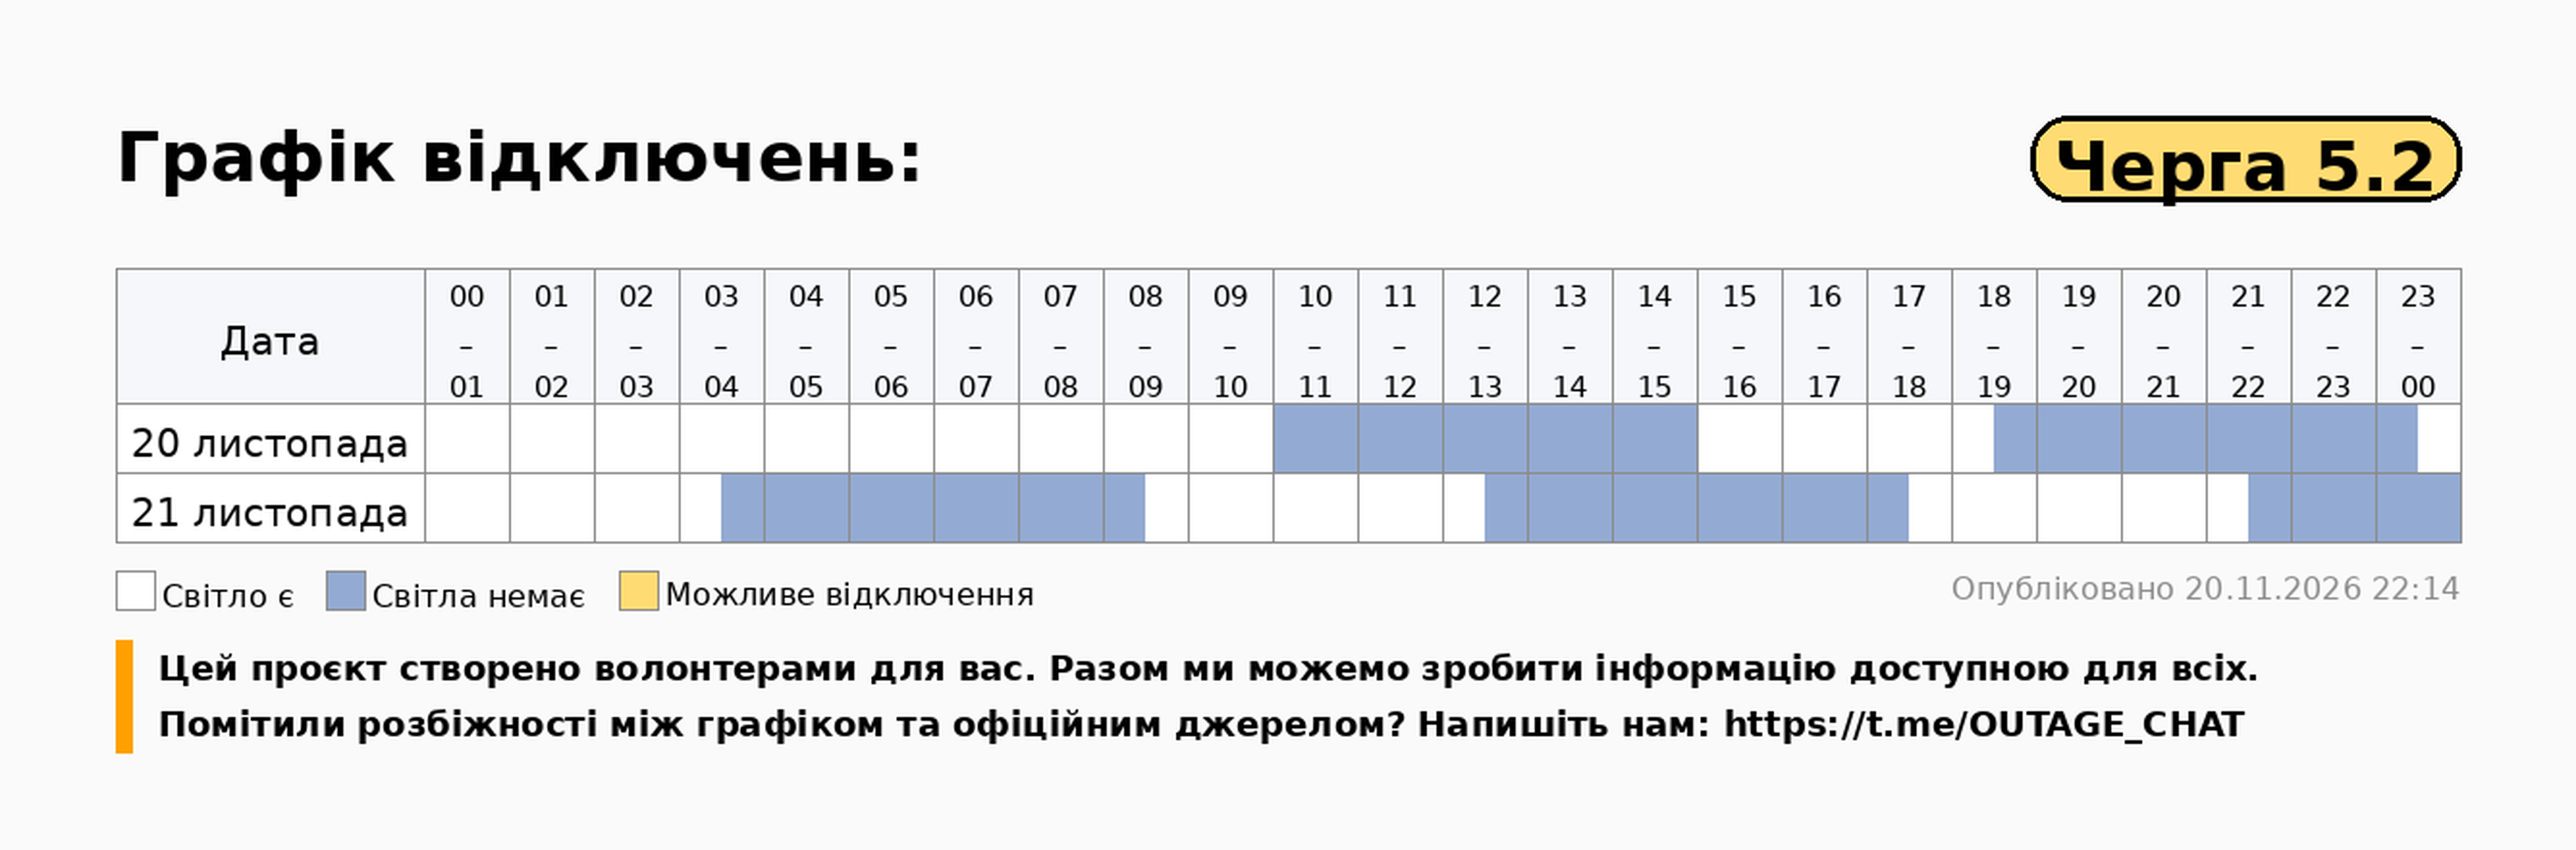 Графік відключень:
Черга 5.2
Дата 00 – 01 01 – 02 02 – 03 03 – 04 04 – 05 05 – 06 06 – 07 07 – 08 08 – 09 09 – 10 10 – 11 11 – 12 12 – 13 13 – 14 14 – 15 15 – 16 16 – 17 17 – 18 18 – 19 19 – 20 20 – 21 21 – 22 22 – 23 23 – 00
20 листопада
21 листопада
Світло є Світла немає Можливе відключення
Опубліковано 20.11.2026 22:14
Цей проєкт створено волонтерами для вас. Разом ми можемо зробити інформацію доступною для всіх.
Помітили розбіжності між графіком та офіційним джерелом? Напишіть нам: https://t.me/OUTAGE_CHAT